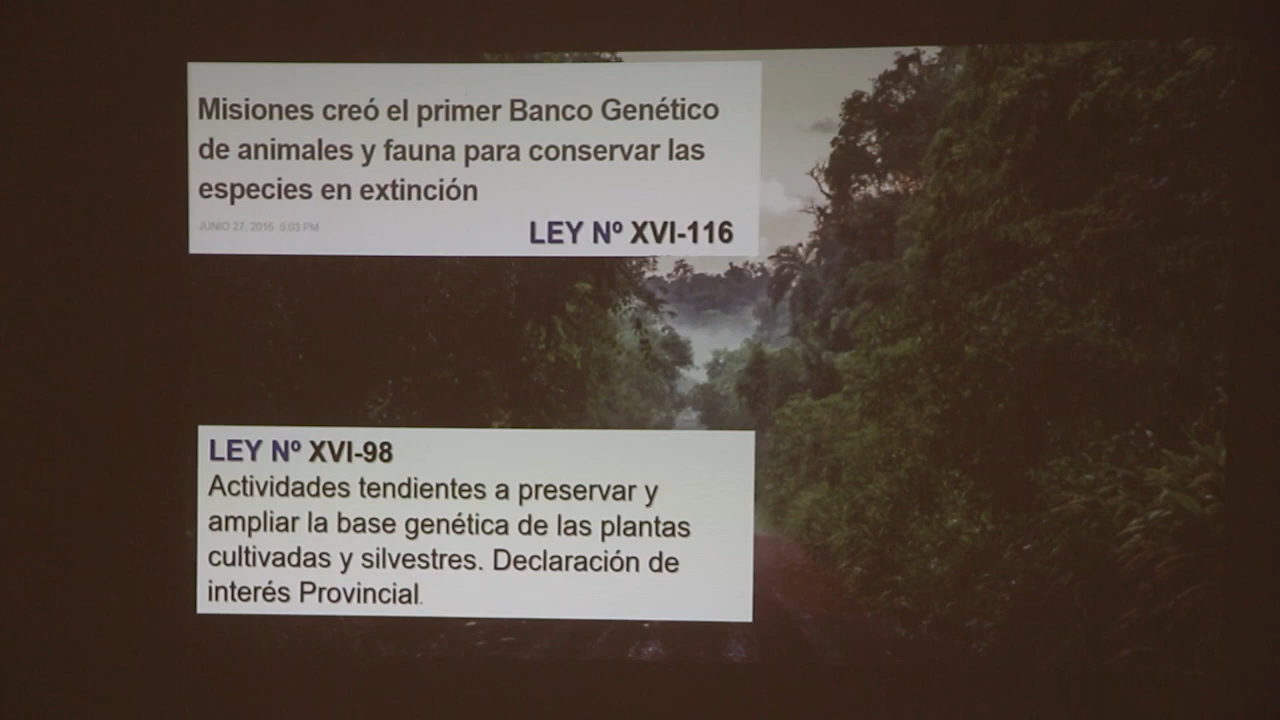 Misiones creó el primer Banco Genético
de animales y fauna para conservar las
especies en extinción
JUNIO 27, 2016 5:03 PM
LEY Nº XVI-116
LEY Nº XVI-98
Actividades tendientes a preservar y
ampliar la base genética de las plantas
cultivadas y silvestres. Declaración de
interés Provincial.